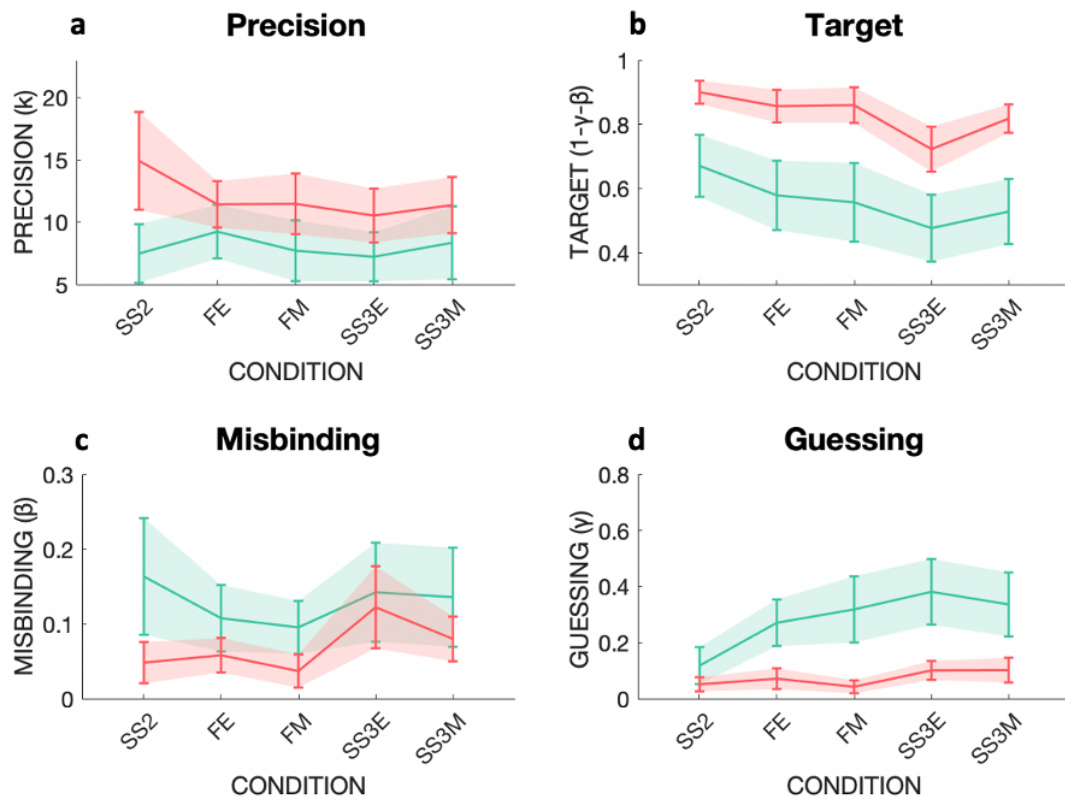 a Precision
PRECISION (k)
20
15
10
5
SS2 FE FM SS3E SS3M
CONDITION
b Target
TARGET (1-γ-β)
1
0.8
0.6
0.4
SS2 FE FM SS3E SS3M
CONDITION
c Misbinding
MISBINDING (β)
0.3
0.2
0.1
0
SS2 FE FM SS3E SS3M
CONDITION
d Guessing
GUESSING (γ)
0.8
0.6
0.4
0.2
0
SS2 FE FM SS3E SS3M
CONDITION